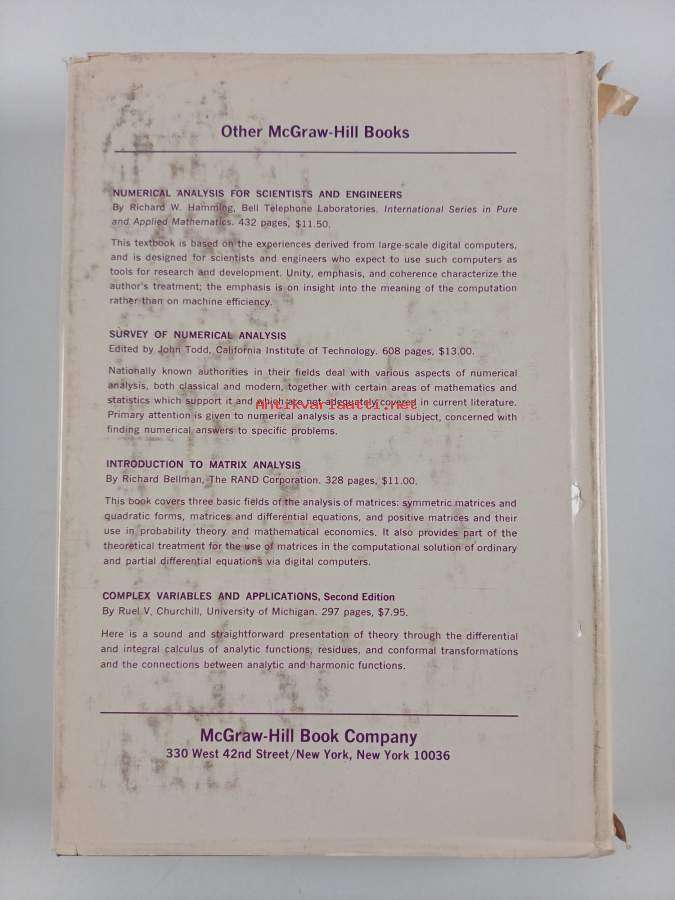 Other McGraw-Hill Books
NUMERICAL ANALYSIS FOR SCIENTISTS AND ENGINEERS
By Richard W. Hamming, Bell Telephone Laboratories. International Series in Pure
and Applied Mathematics. 432 pages, $11.50.
This textbook is based on the experiences derived from large-scale digital computers,
and is designed for scientists and engineers who expect to use such computers as
tools for research and development. Unity, emphasis, and coherence characterize the
author's treatment; the emphasis is on insight into the meaning of the computation
rather than on machine efficiency.
SURVEY OF NUMERICAL ANALYSIS
Edited by John Todd, California Institute of Technology. 608 pages, $13.00.
Nationally known authorities in their fields deal with various aspects of numerical
analysis, both classical and modern, together with certain areas of mathematics and
statistics which support it and which are not adequately covered in current literature.
Antikvariaatti.net
Primary attention is given to numerical analysis as a practical subject, concerned with
finding numerical answers to specific problems.
INTRODUCTION TO MATRIX ANALYSIS
By Richard Bellman, The RAND Corporation. 328 pages, $11.00.
This book covers three basic fields of the analysis of matrices: symmetric matrices and
quadratic forms, matrices and differential equations, and positive matrices and their
use in probability theory and mathematical economics. It also provides part of the
theoretical treatment for the use of matrices in the computational solution of ordinary
and partial differential equations via digital computers.
COMPLEX VARIABLES AND APPLICATIONS, Second Edition
By Ruel V. Churchill, University of Michigan. 297 pages, $7.95.
Here is a sound and straightforward presentation of theory through the differential
and integral calculus of analytic functions, residues, and conformal transformations
and the connections between analytic and harmonic functions.
McGraw-Hill Book Company
330 West 42nd Street/New York, New York 10036